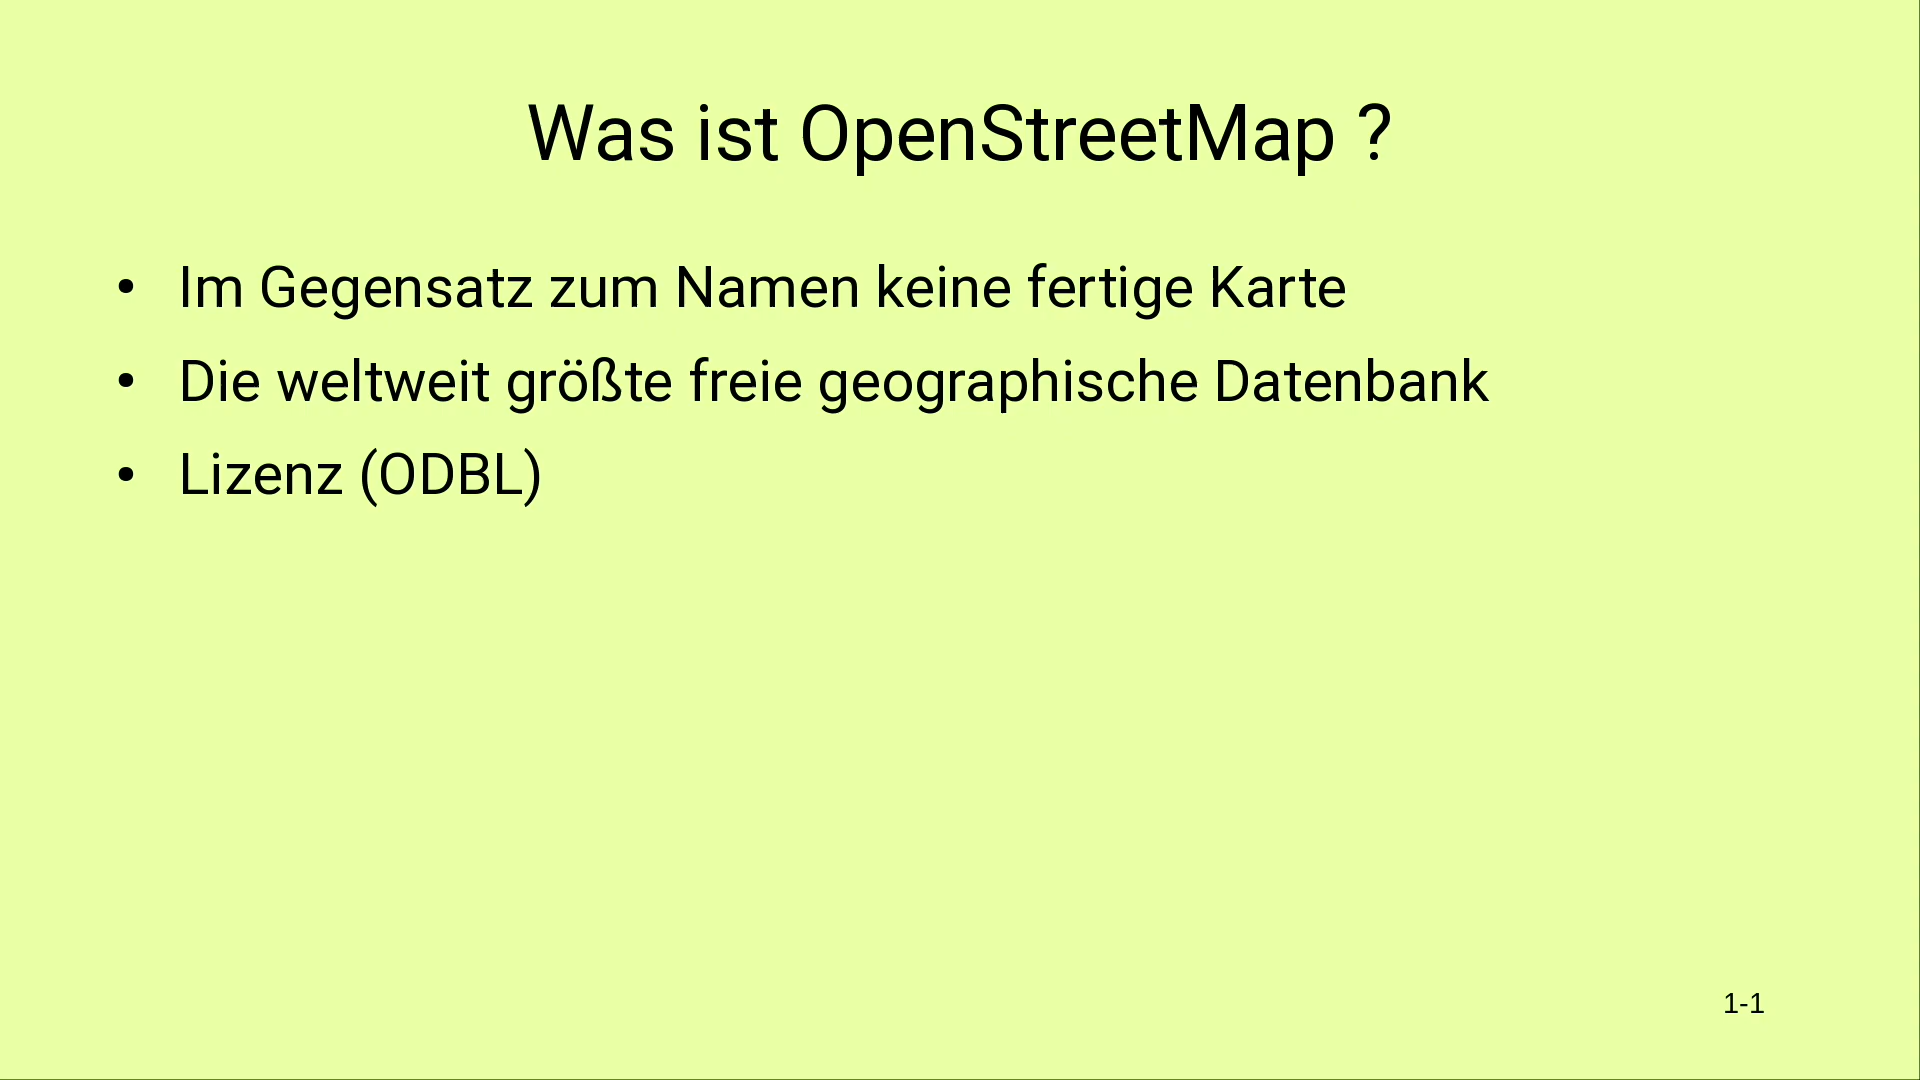 Was ist OpenStreetMap ?
• Im Gegensatz zum Namen keine fertige Karte
• Die weltweit größte freie geographische Datenbank
• Lizenz (ODBL)
1-1